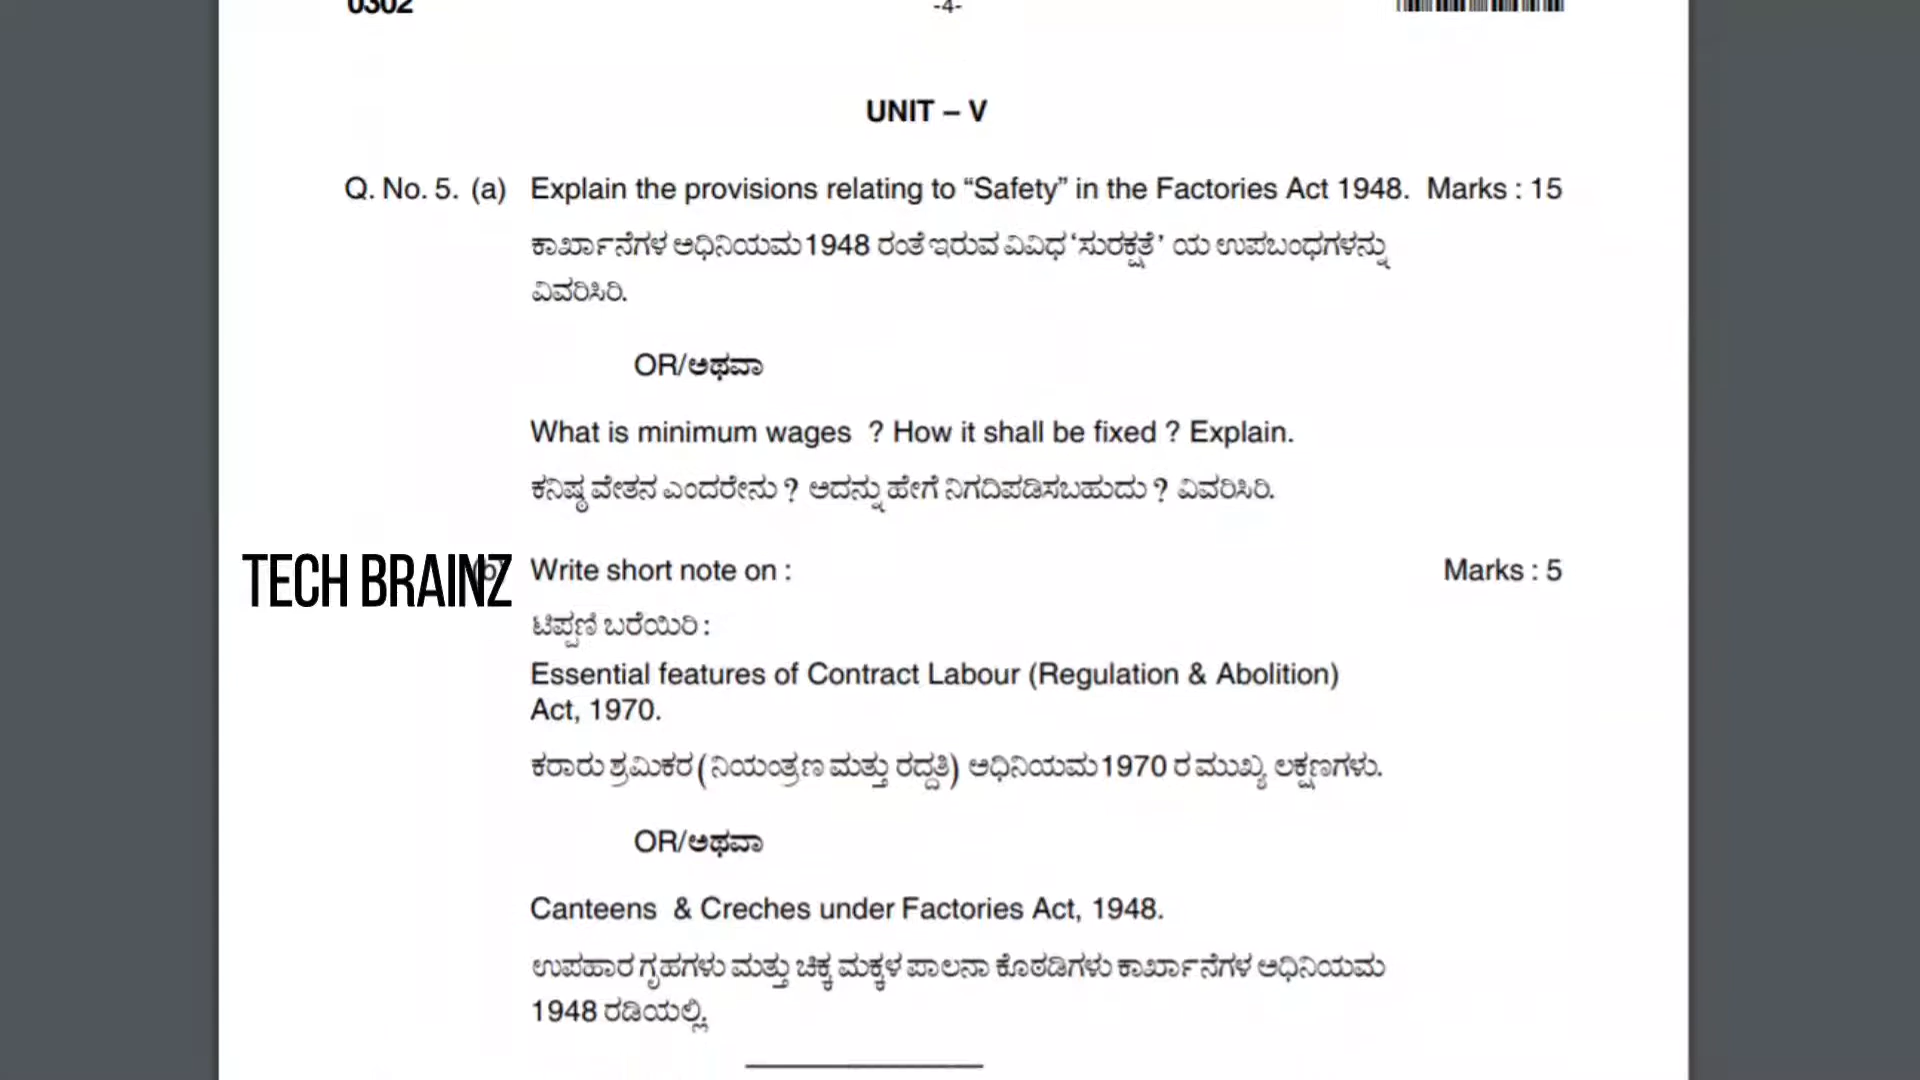 0302 -4-
UNIT – V
Q. No. 5. (a) Explain the provisions relating to “Safety” in the Factories Act 1948. Marks : 15
ಕಾರ್ಖಾನೆಗಳ ಅಧಿನಿಯಮ 1948 ರಂತೆ ಇರುವ ವಿವಿಧ ‘ಸುರಕ್ಷತೆ’ ಯ ಉಪಬಂಧಗಳನ್ನು
ವಿವರಿಸಿರಿ.
OR/ಅಥವಾ
What is minimum wages ? How it shall be fixed ? Explain.
ಕನಿಷ್ಠ ವೇತನ ಎಂದರೇನು ? ಅದನ್ನು ಹೇಗೆ ನಿಗದಿಪಡಿಸಬಹುದು ? ವಿವರಿಸಿರಿ.
TECH BRAINZ Write short note on : Marks : 5
ಟಿಪ್ಪಣಿ ಬರೆಯಿರಿ :
Essential features of Contract Labour (Regulation & Abolition)
Act, 1970.
ಕರಾರು ಶ್ರಮಿಕರ (ನಿಯಂತ್ರಣ ಮತ್ತು ರದ್ದತಿ) ಅಧಿನಿಯಮ 1970 ರ ಮುಖ್ಯ ಲಕ್ಷಣಗಳು.
OR/ಅಥವಾ
Canteens & Creches under Factories Act, 1948.
ಉಪಹಾರ ಗೃಹಗಳು ಮತ್ತು ಚಿಕ್ಕ ಮಕ್ಕಳ ಪಾಲನಾ ಕೊಠಡಿಗಳು ಕಾರ್ಖಾನೆಗಳ ಅಧಿನಿಯಮ
1948 ರಡಿಯಲ್ಲಿ.